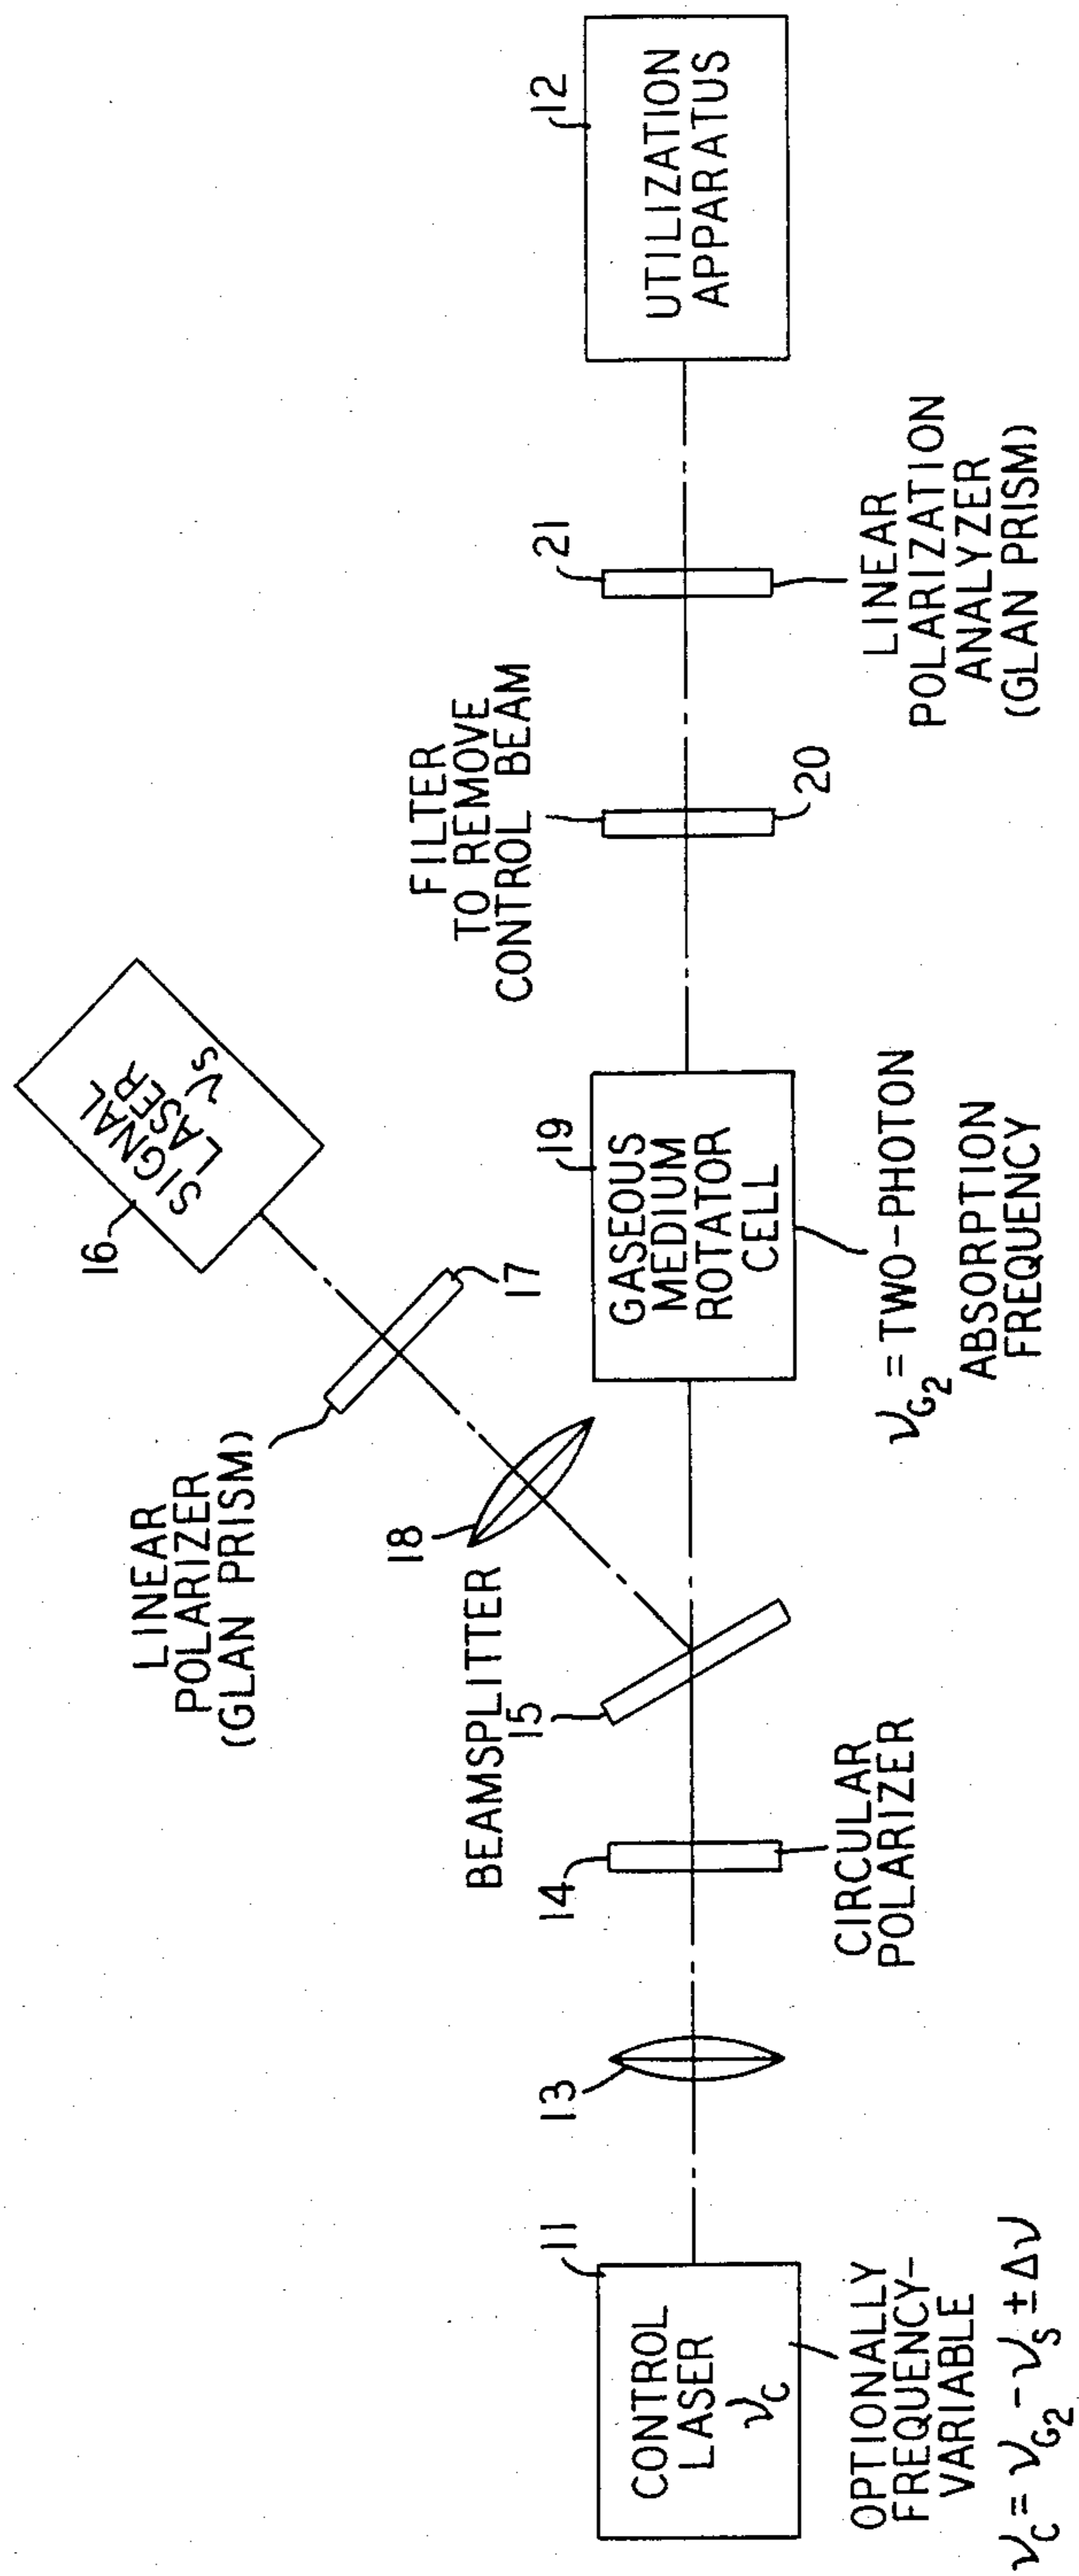 SIGNAL
LASER
νS
16
LINEAR
POLARIZER
(GLAN PRISM)
17
18
BEAMSPLITTER
15
FILTER
TO REMOVE
CONTROL BEAM
11
CONTROL
LASER
νC
OPTIONALLY
FREQUENCY-
VARIABLE
νC = νG2 - νS ± Δν
13
14
CIRCULAR
POLARIZER
19
GASEOUS
MEDIUM
ROTATOR
CELL
νG2 = TWO-PHOTON
ABSORPTION
FREQUENCY
20
21
LINEAR
POLARIZATION
ANALYZER
(GLAN PRISM)
12
UTILIZATION
APPARATUS